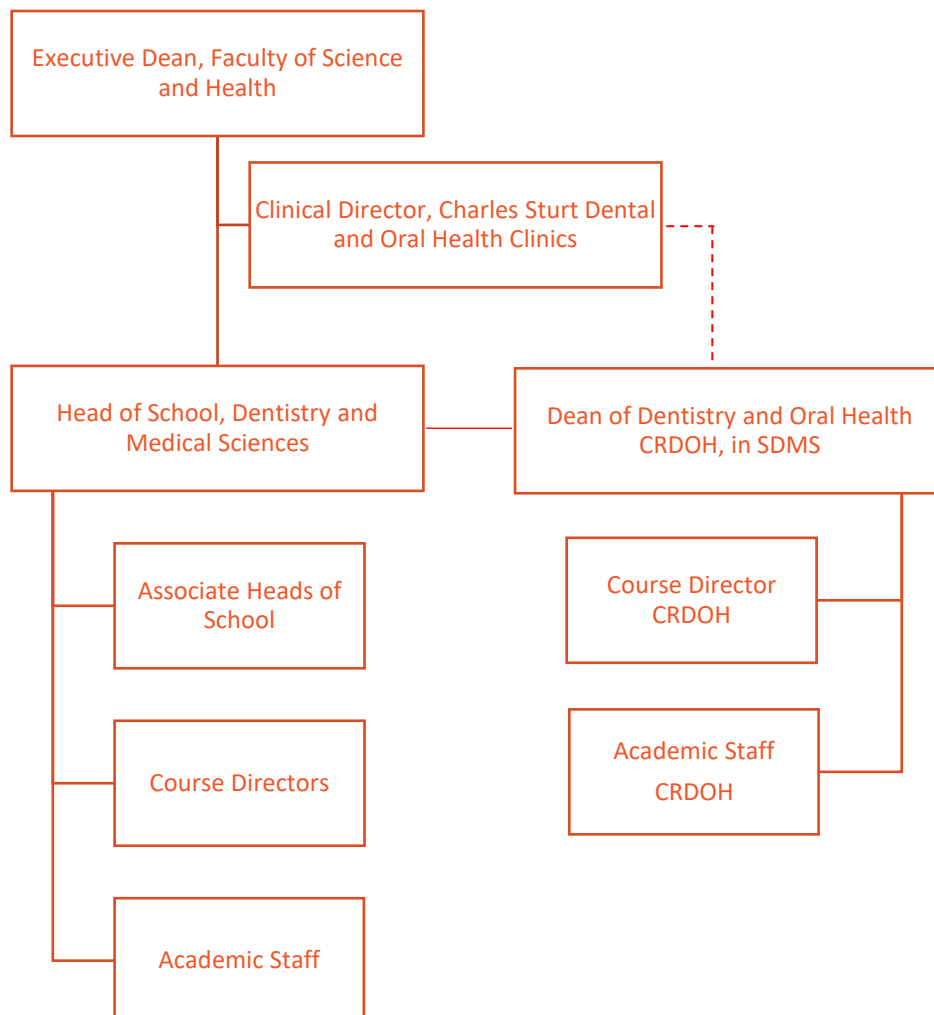 Executive Dean, Faculty of Science
and Health
Clinical Director, Charles Sturt Dental
and Oral Health Clinics
Head of School, Dentistry and
Medical Sciences
Dean of Dentistry and Oral Health
CRDOH, in SDMS
Associate Heads of
School
Course Director
CRDOH
Course Directors
Academic Staff
CRDOH
Academic Staff